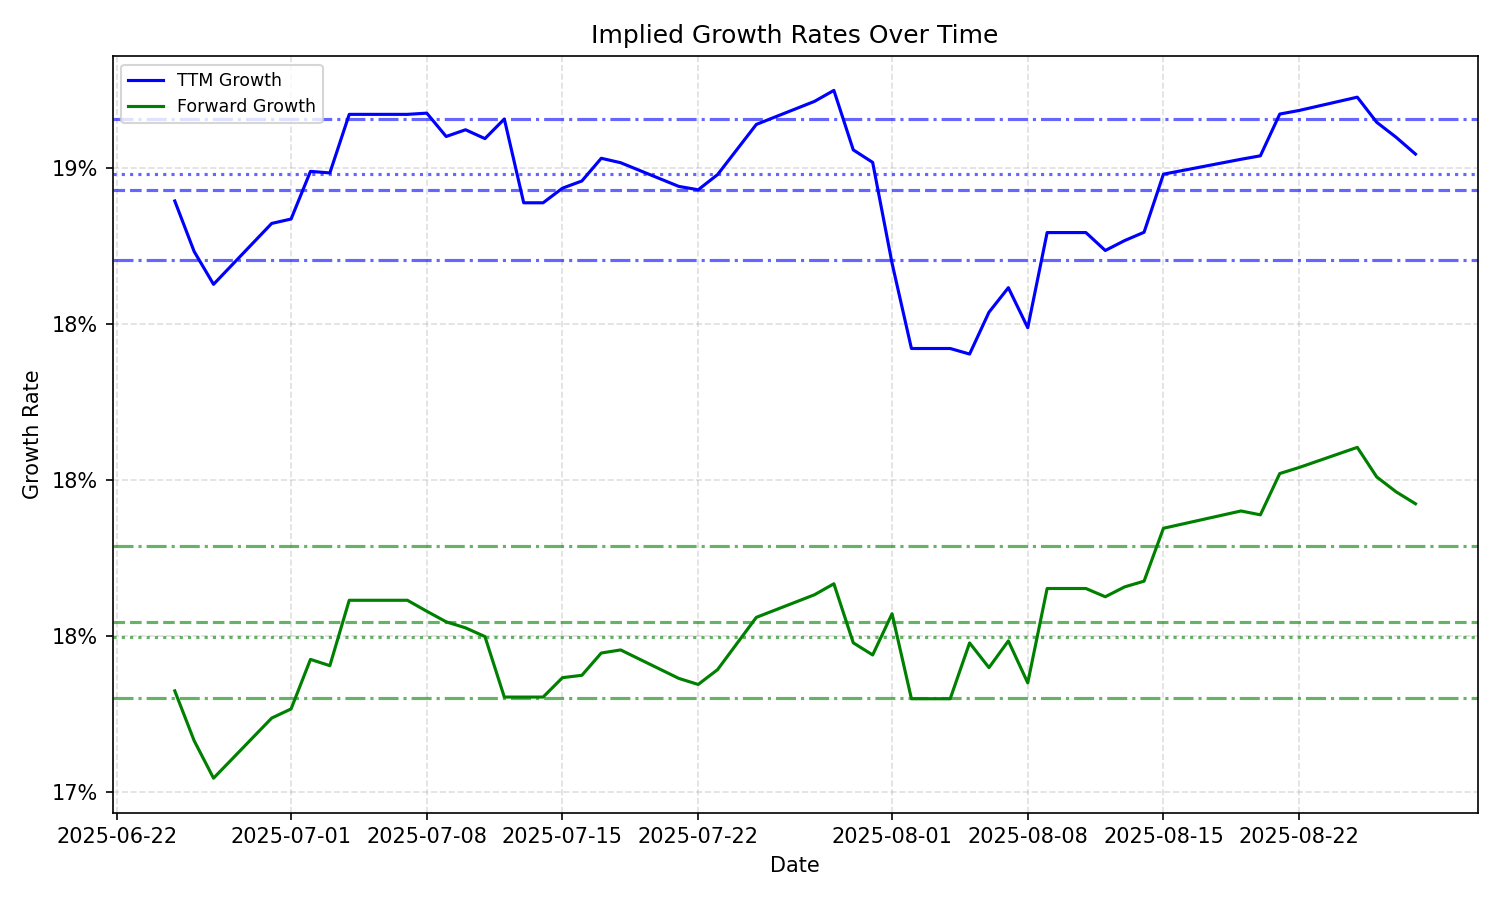 Implied Growth Rates Over Time
TTM Growth
Forward Growth
19%
18%
18%
18%
17%
Growth Rate
2025-06-22 2025-07-01 2025-07-08 2025-07-15 2025-07-22 2025-08-01 2025-08-08 2025-08-15 2025-08-22
Date